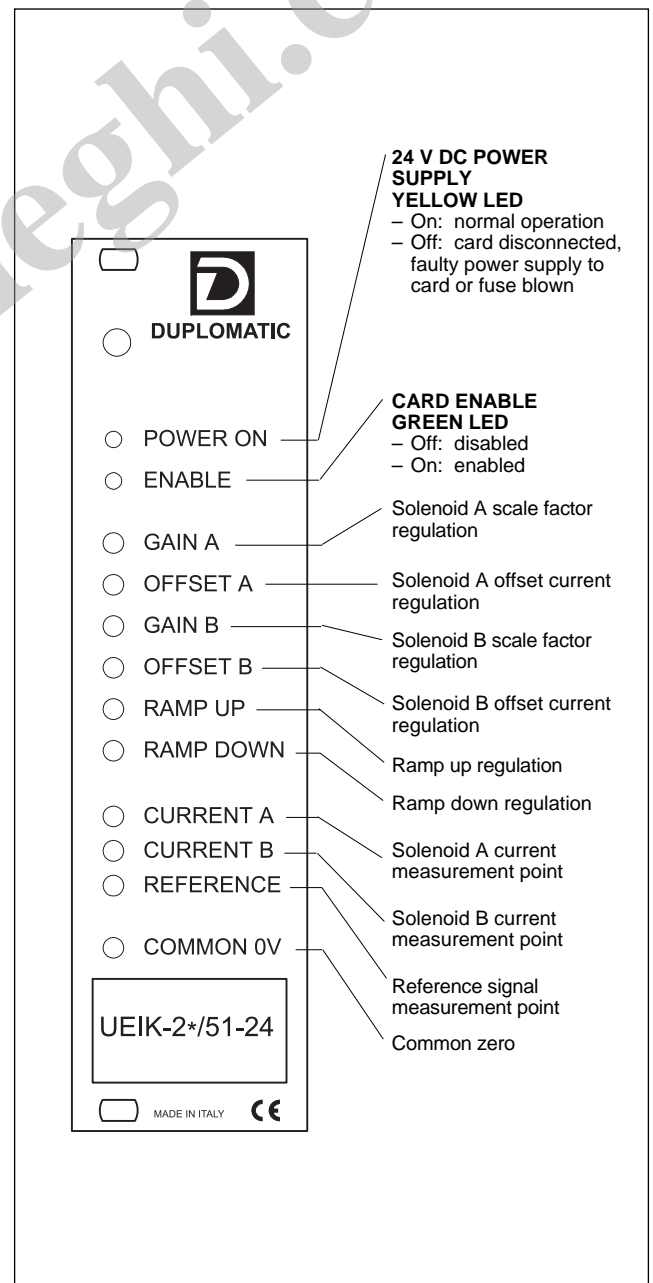 24 V DC POWER
SUPPLY
YELLOW LED
– On: normal operation
– Off: card disconnected,
faulty power supply to
card or fuse blown
DUPLOMATIC
CARD ENABLE
GREEN LED
– Off: disabled
– On: enabled
POWER ON
ENABLE
Solenoid A scale factor
regulation
GAIN A
OFFSET A
Solenoid A offset current
regulation
GAIN B
Solenoid B scale factor
regulation
OFFSET B
Solenoid B offset current
regulation
RAMP UP
RAMP DOWN
Ramp up regulation
Ramp down regulation
CURRENT A
CURRENT B
REFERENCE
Solenoid A current
measurement point
Solenoid B current
measurement point
COMMON 0V
Reference signal
measurement point
Common zero
UEIK-2*/51-24
MADE IN ITALY CE